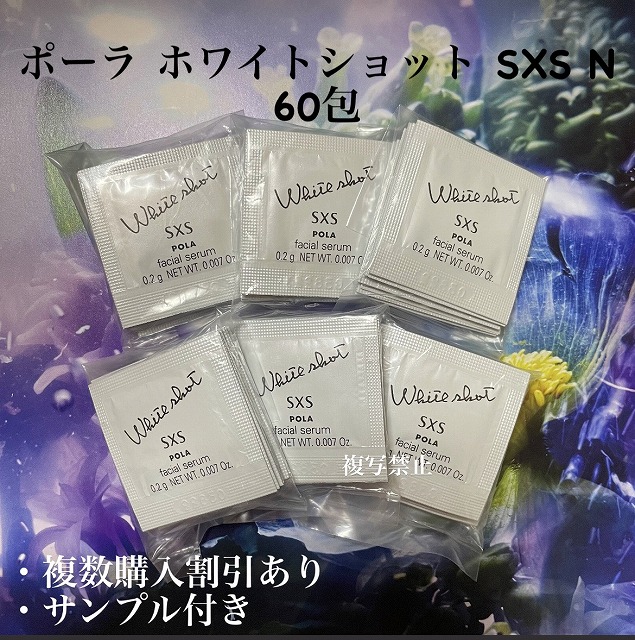 ポーラ ホワイトショット SXS N
60包
White shot
SXS
POLA
facial serum
0.2 g NET WT. 0.007 Oz.
White shot
SXS
POLA
facial serum
0.2 g NET WT. 0.007 Oz.
White shot
SXS
POLA
facial serum
0.2 g NET WT. 0.007 Oz.
White shot
SXS
POLA
facial serum
0.2 g NET WT. 0.007 Oz.
White shot
SXS
POLA
facial serum
NET WT. 0.007 Oz.
White shot
SXS
POLA
facial serum
NET WT. 0.007 Oz.
複写禁止
・複数購入割引あり
・サンプル付き